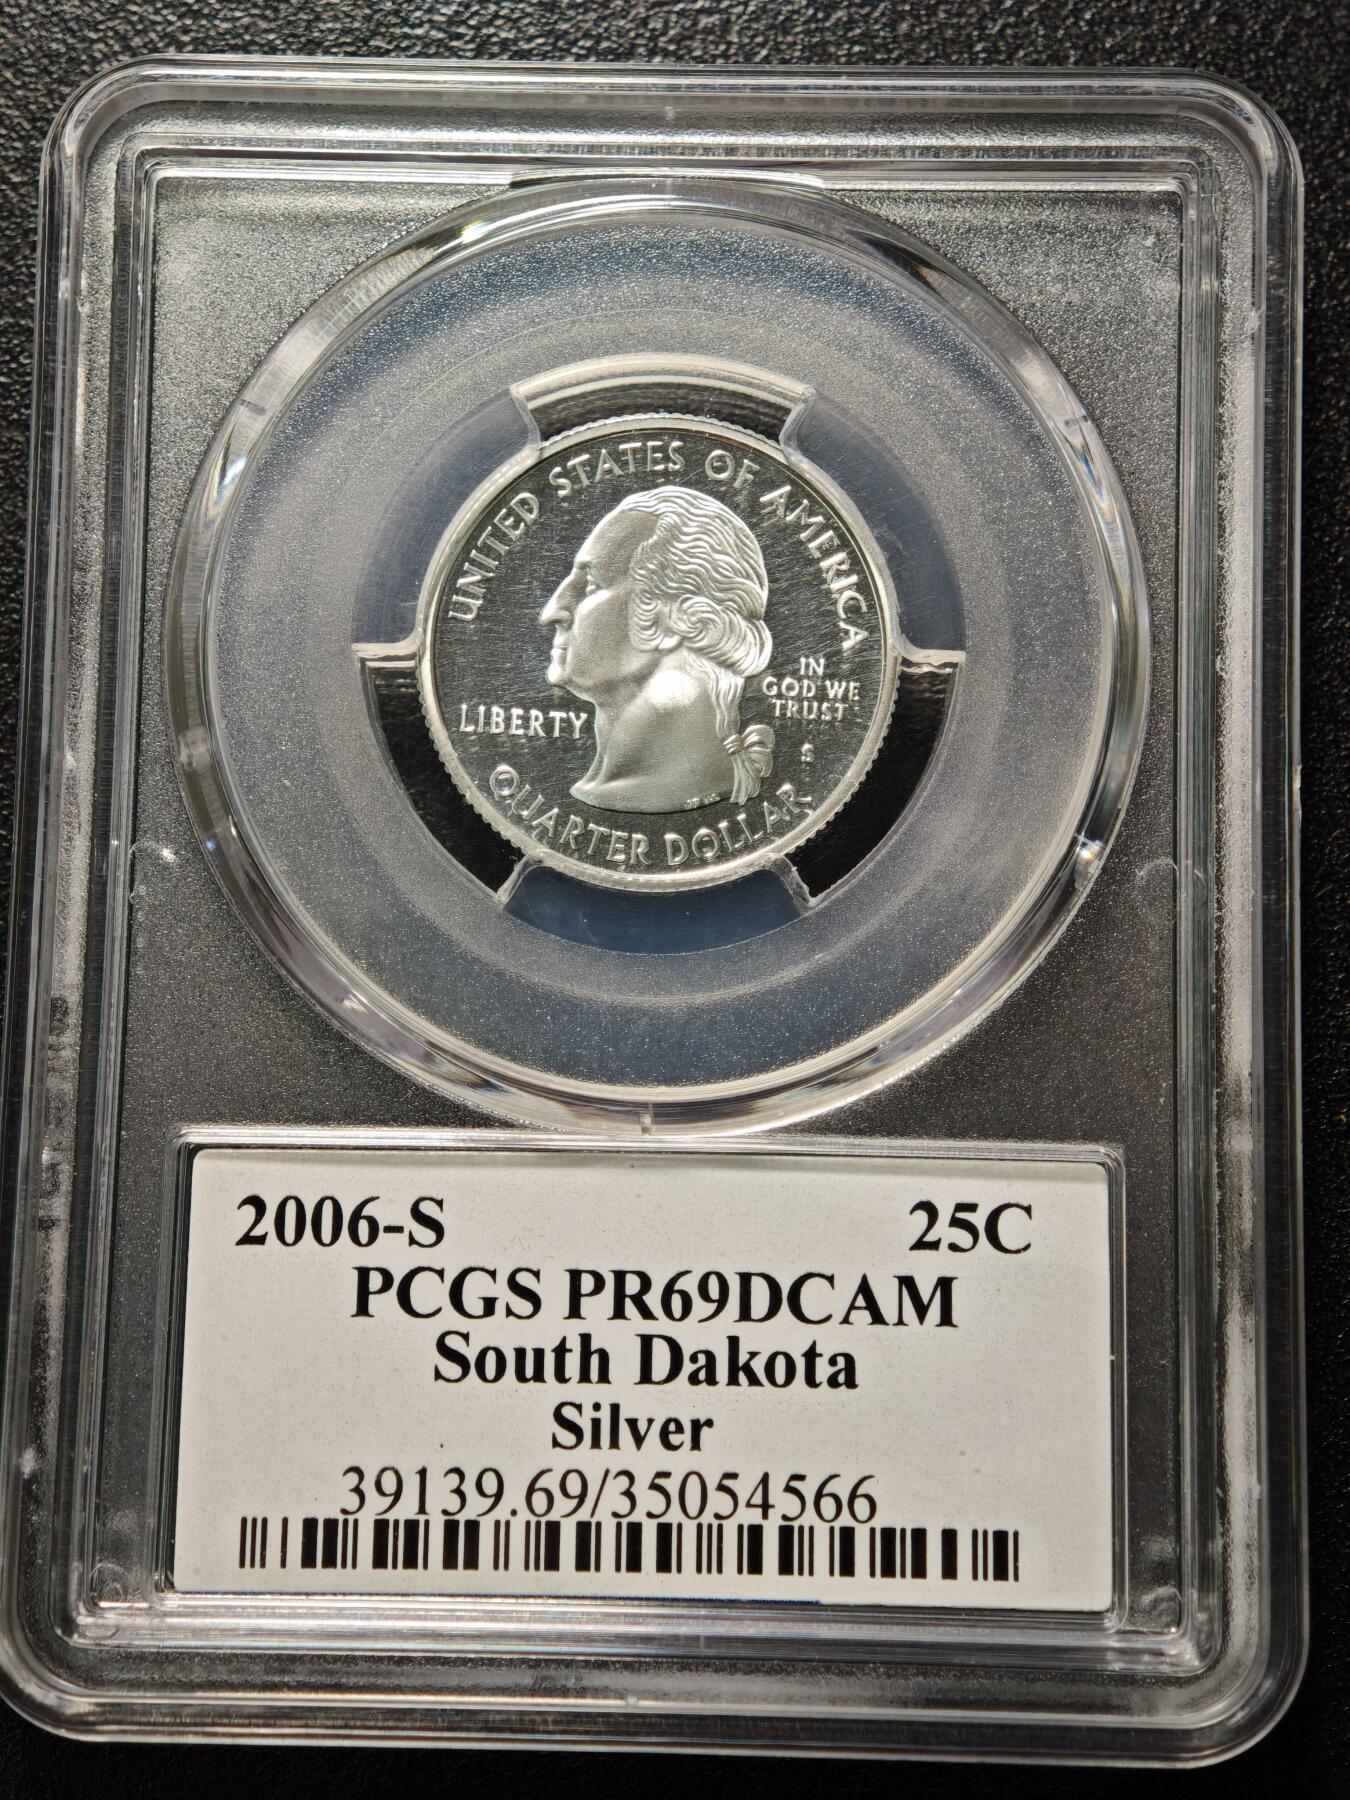 UNITED STATES OF AMERICA
LIBERTY
IN
GOD WE
TRUST
S
QUARTER DOLLAR
2006-S 25C
PCGS PR69DCAM
South Dakota
Silver
39139.69/35054566